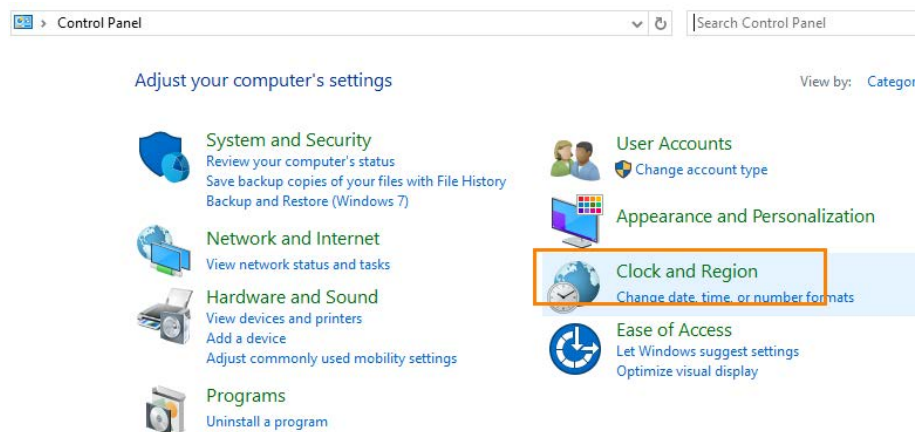 Control Panel
Search Control Panel
Adjust your computer's settings
View by:
System and Security
Review your computer's status
Save backup copies of your files with File History
Backup and Restore (Windows 7)
Network and Internet
View network status and tasks
Hardware and Sound
View devices and printers
Add a device
Adjust commonly used mobility settings
Programs
Uninstall a program
User Accounts
Change account type
Appearance and Personalization
Clock and Region
Change date, time, or number formats
Ease of Access
Let Windows suggest settings
Optimize visual display